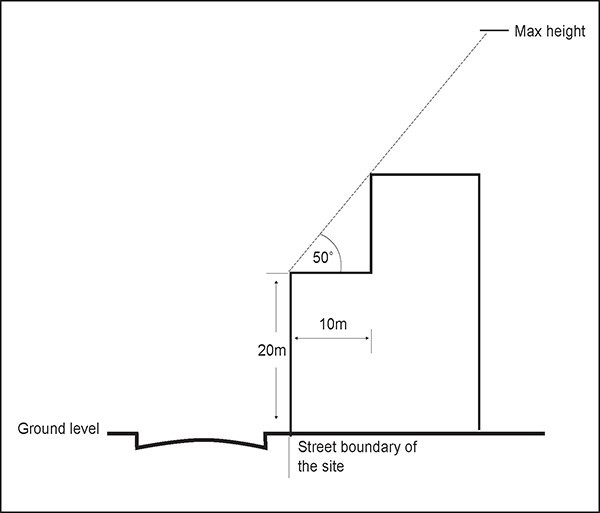 Max height
50°
10m
20m
Ground level
Street boundary of
the site